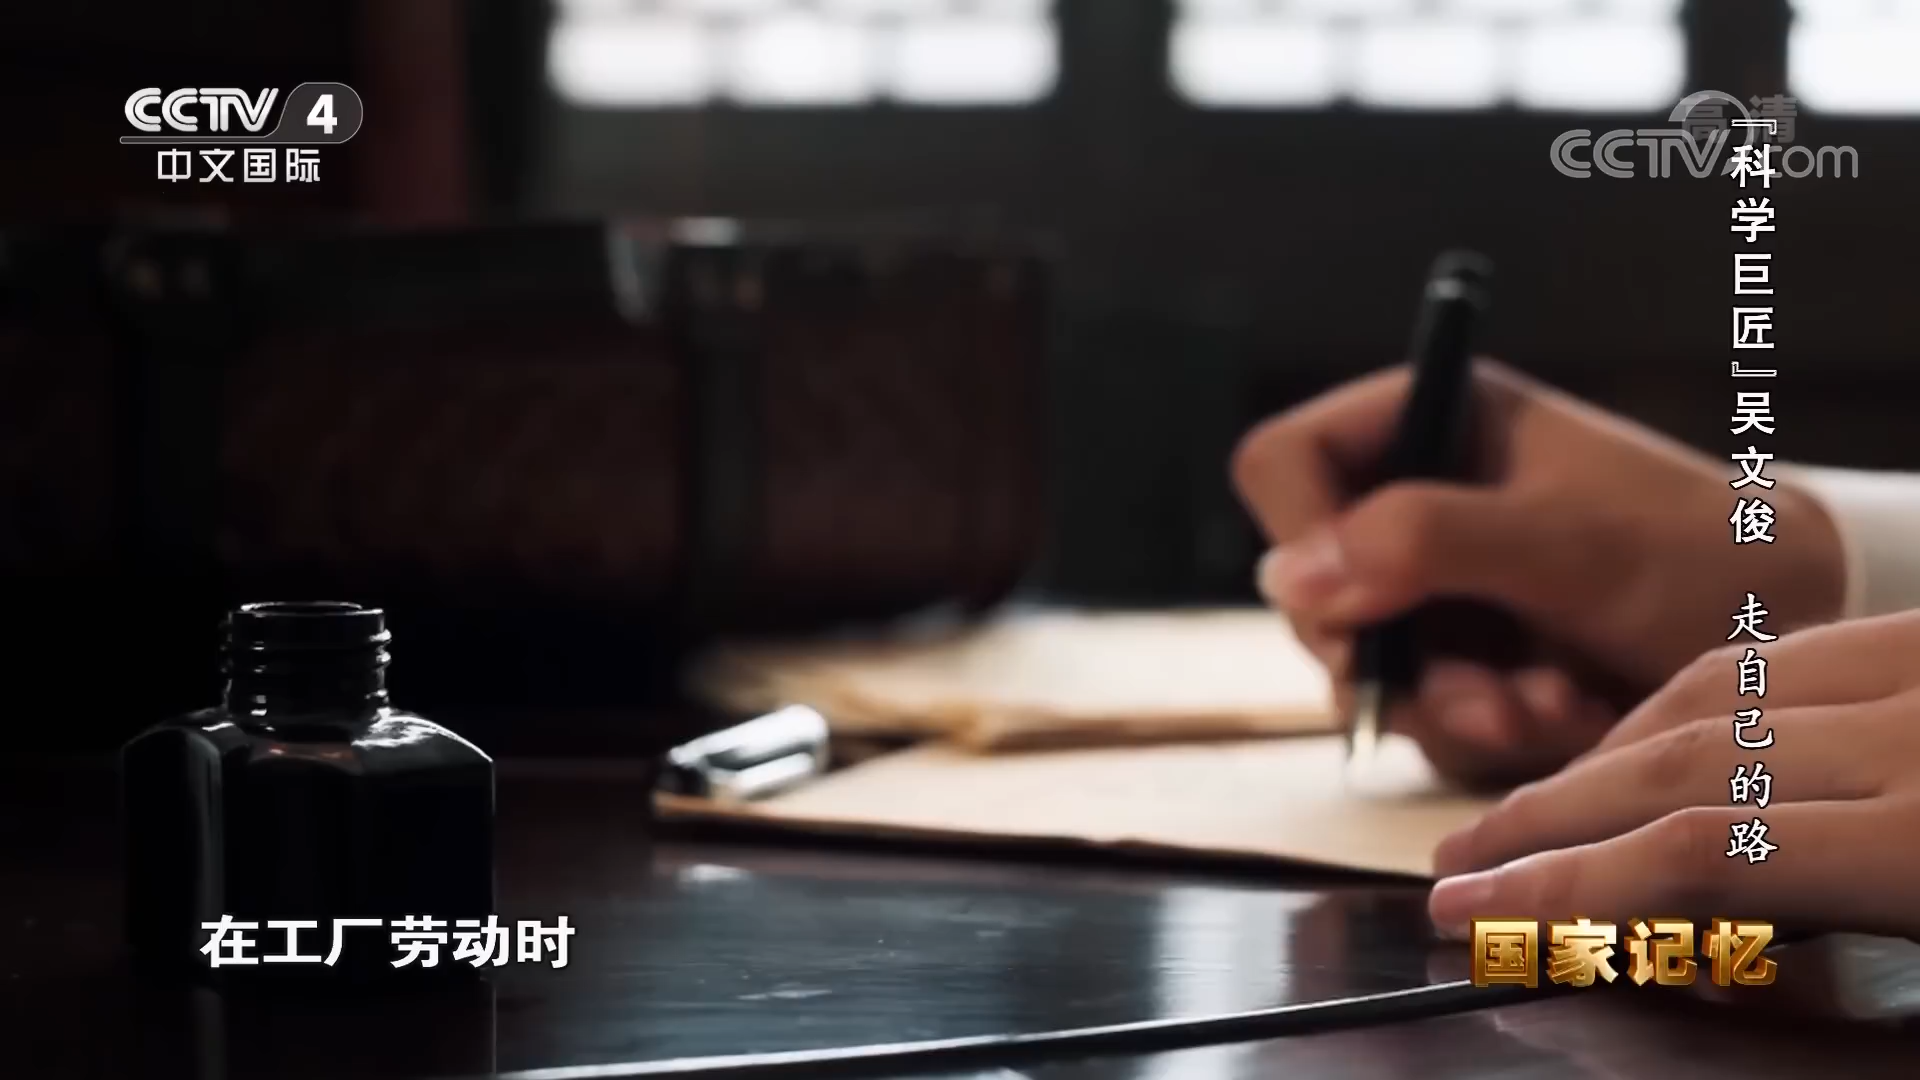 CCTV 4
中文国际
高清
CCTV.com
『科学巨匠』吴文俊 走自己的路
在工厂劳动时
国家记忆